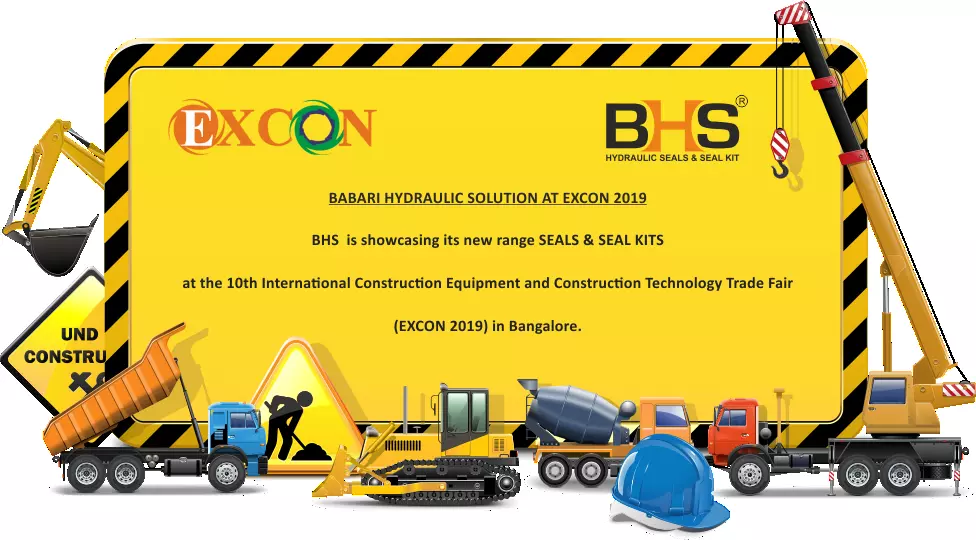 EXCON
BHS®
HYDRAULIC SEALS & SEAL KIT
BABARI HYDRAULIC SOLUTION AT EXCON 2019
BHS is showcasing its new range SEALS & SEAL KITS
at the 10th International Construction Equipment and Construction Technology Trade Fair
(EXCON 2019) in Bangalore.
UND
CONSTRU